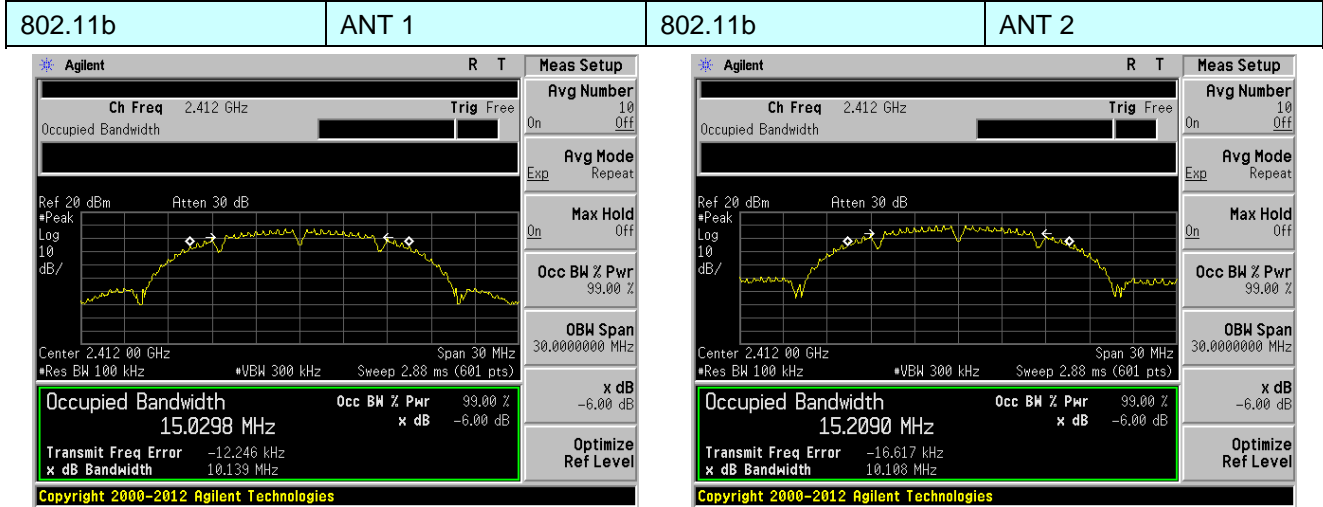 802.11b ANT 1 802.11b ANT 2
Agilent R T Meas Setup
Ch Freq 2.412 GHz Trig Free
Occupied Bandwidth
Avg Number
10
On Off
Avg Mode
Exp Repeat
Ref 20 dBm Atten 30 dB
#Peak
Log
10
dB/
Max Hold
On Off
Occ BW % Pwr
99.00 %
OBW Span
30.0000000 MHz
Center 2.412 00 GHz Span 30 MHz
#Res BW 100 kHz #VBW 300 kHz Sweep 2.88 ms (601 pts)
x dB
-6.00 dB
Occupied Bandwidth Occ BW % Pwr 99.00 %
15.0298 MHz x dB -6.00 dB
Transmit Freq Error -12.246 kHz
x dB Bandwidth 10.139 MHz
Optimize
Ref Level
Copyright 2000-2012 Agilent Technologies
Agilent R T Meas Setup
Ch Freq 2.412 GHz Trig Free
Occupied Bandwidth
Avg Number
10
On Off
Avg Mode
Exp Repeat
Ref 20 dBm Atten 30 dB
#Peak
Log
10
dB/
Max Hold
On Off
Occ BW % Pwr
99.00 %
OBW Span
30.0000000 MHz
Center 2.412 00 GHz Span 30 MHz
#Res BW 100 kHz #VBW 300 kHz Sweep 2.88 ms (601 pts)
x dB
-6.00 dB
Occupied Bandwidth Occ BW % Pwr 99.00 %
15.2090 MHz x dB -6.00 dB
Transmit Freq Error -16.617 kHz
x dB Bandwidth 10.108 MHz
Optimize
Ref Level
Copyright 2000-2012 Agilent Technologies